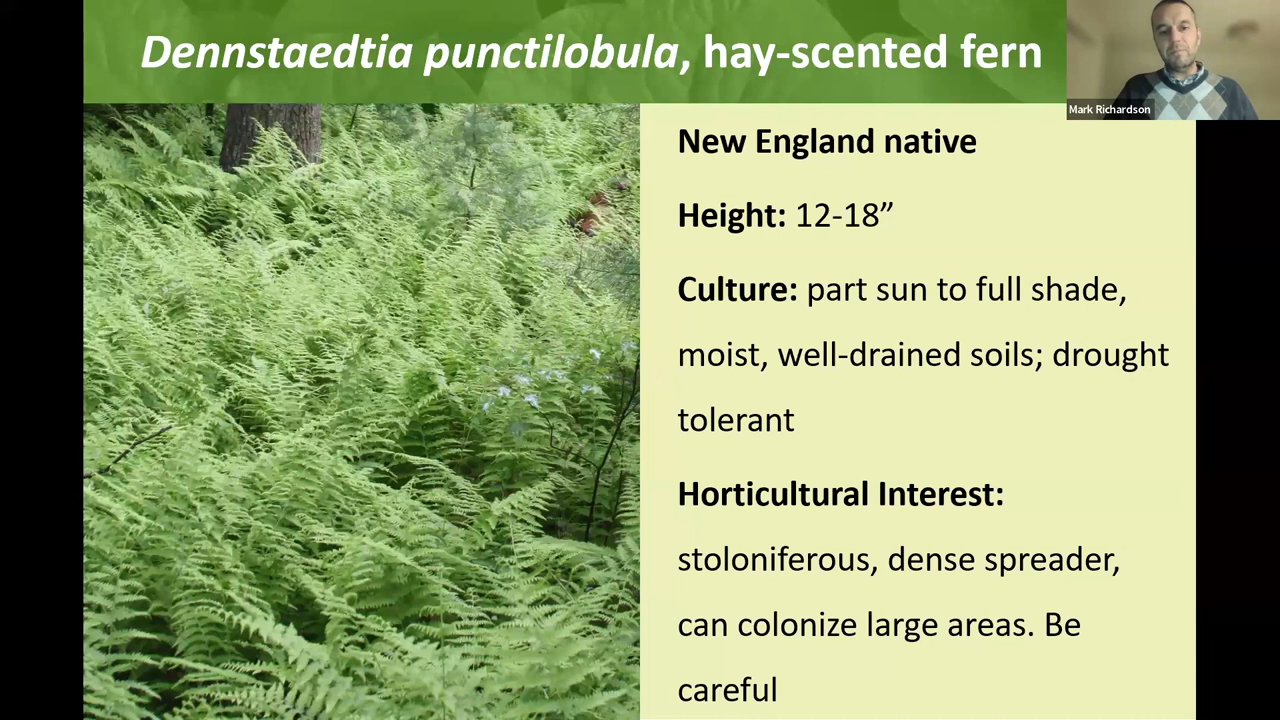 Dennstaedtia punctilobula, hay-scented fern
Mark Richardson
New England native
Height: 12-18”
Culture: part sun to full shade,
moist, well-drained soils; drought
tolerant
Horticultural Interest:
stoloniferous, dense spreader,
can colonize large areas. Be
careful